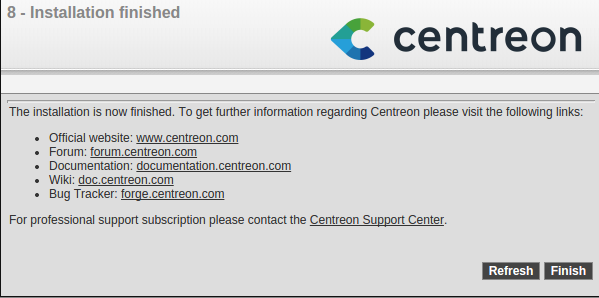 8 - Installation finished
centreon
The installation is now finished. To get further information regarding Centreon please visit the following links:
Official website: www.centreon.com
Forum: forum.centreon.com
Documentation: documentation.centreon.com
Wiki: doc.centreon.com
Bug Tracker: forge.centreon.com
For professional support subscription please contact the Centreon Support Center.
Refresh Finish